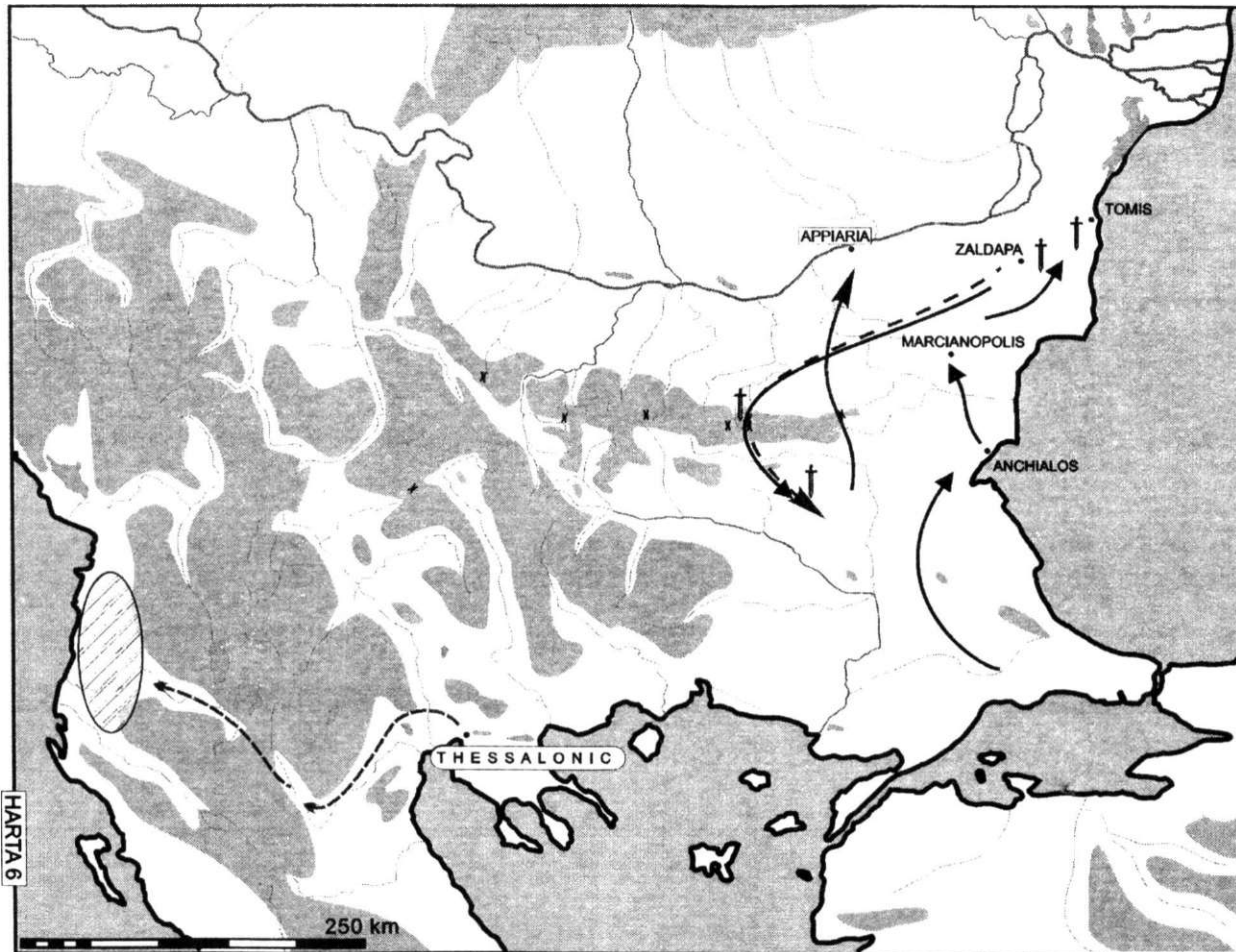 TOMIS
APPIARIA
ZALDAPA
MARCIANOPOLIS
ANCHIALOS
THESSALONIC
HARTA 6
250 km